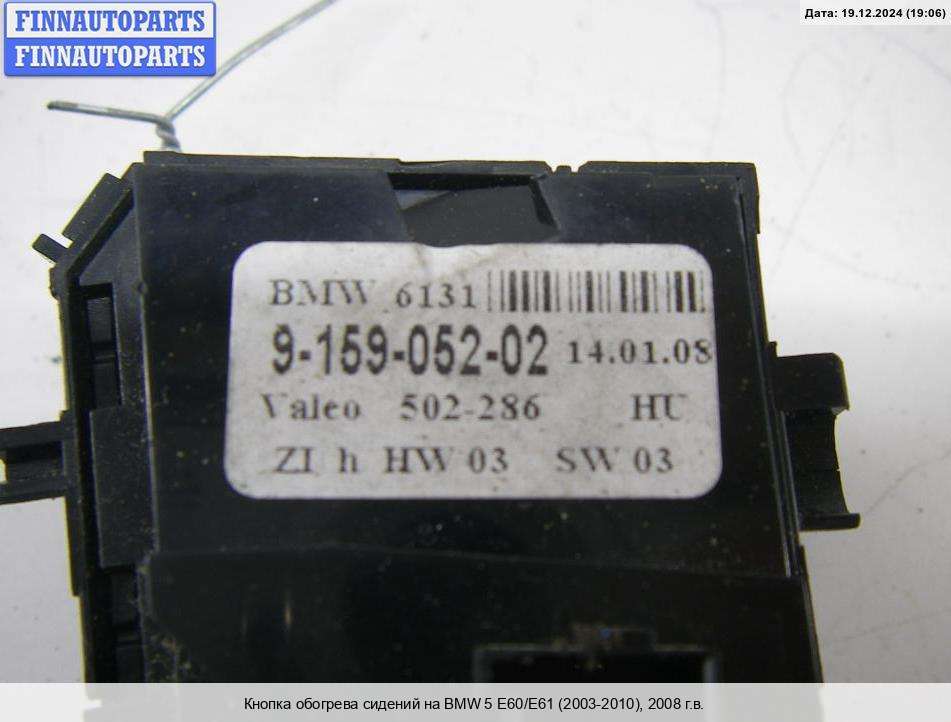 FINNAUTOPARTS
FINNAUTOPARTS
Дата: 19.12.2024 (19:06)
BMW 6131
9-159-052-02 14.01.08
Valeo 502-286 HU
ZI h HW 03 SW 03
Кнопка обогрева сидений на BMW 5 E60/E61 (2003-2010), 2008 г.в.